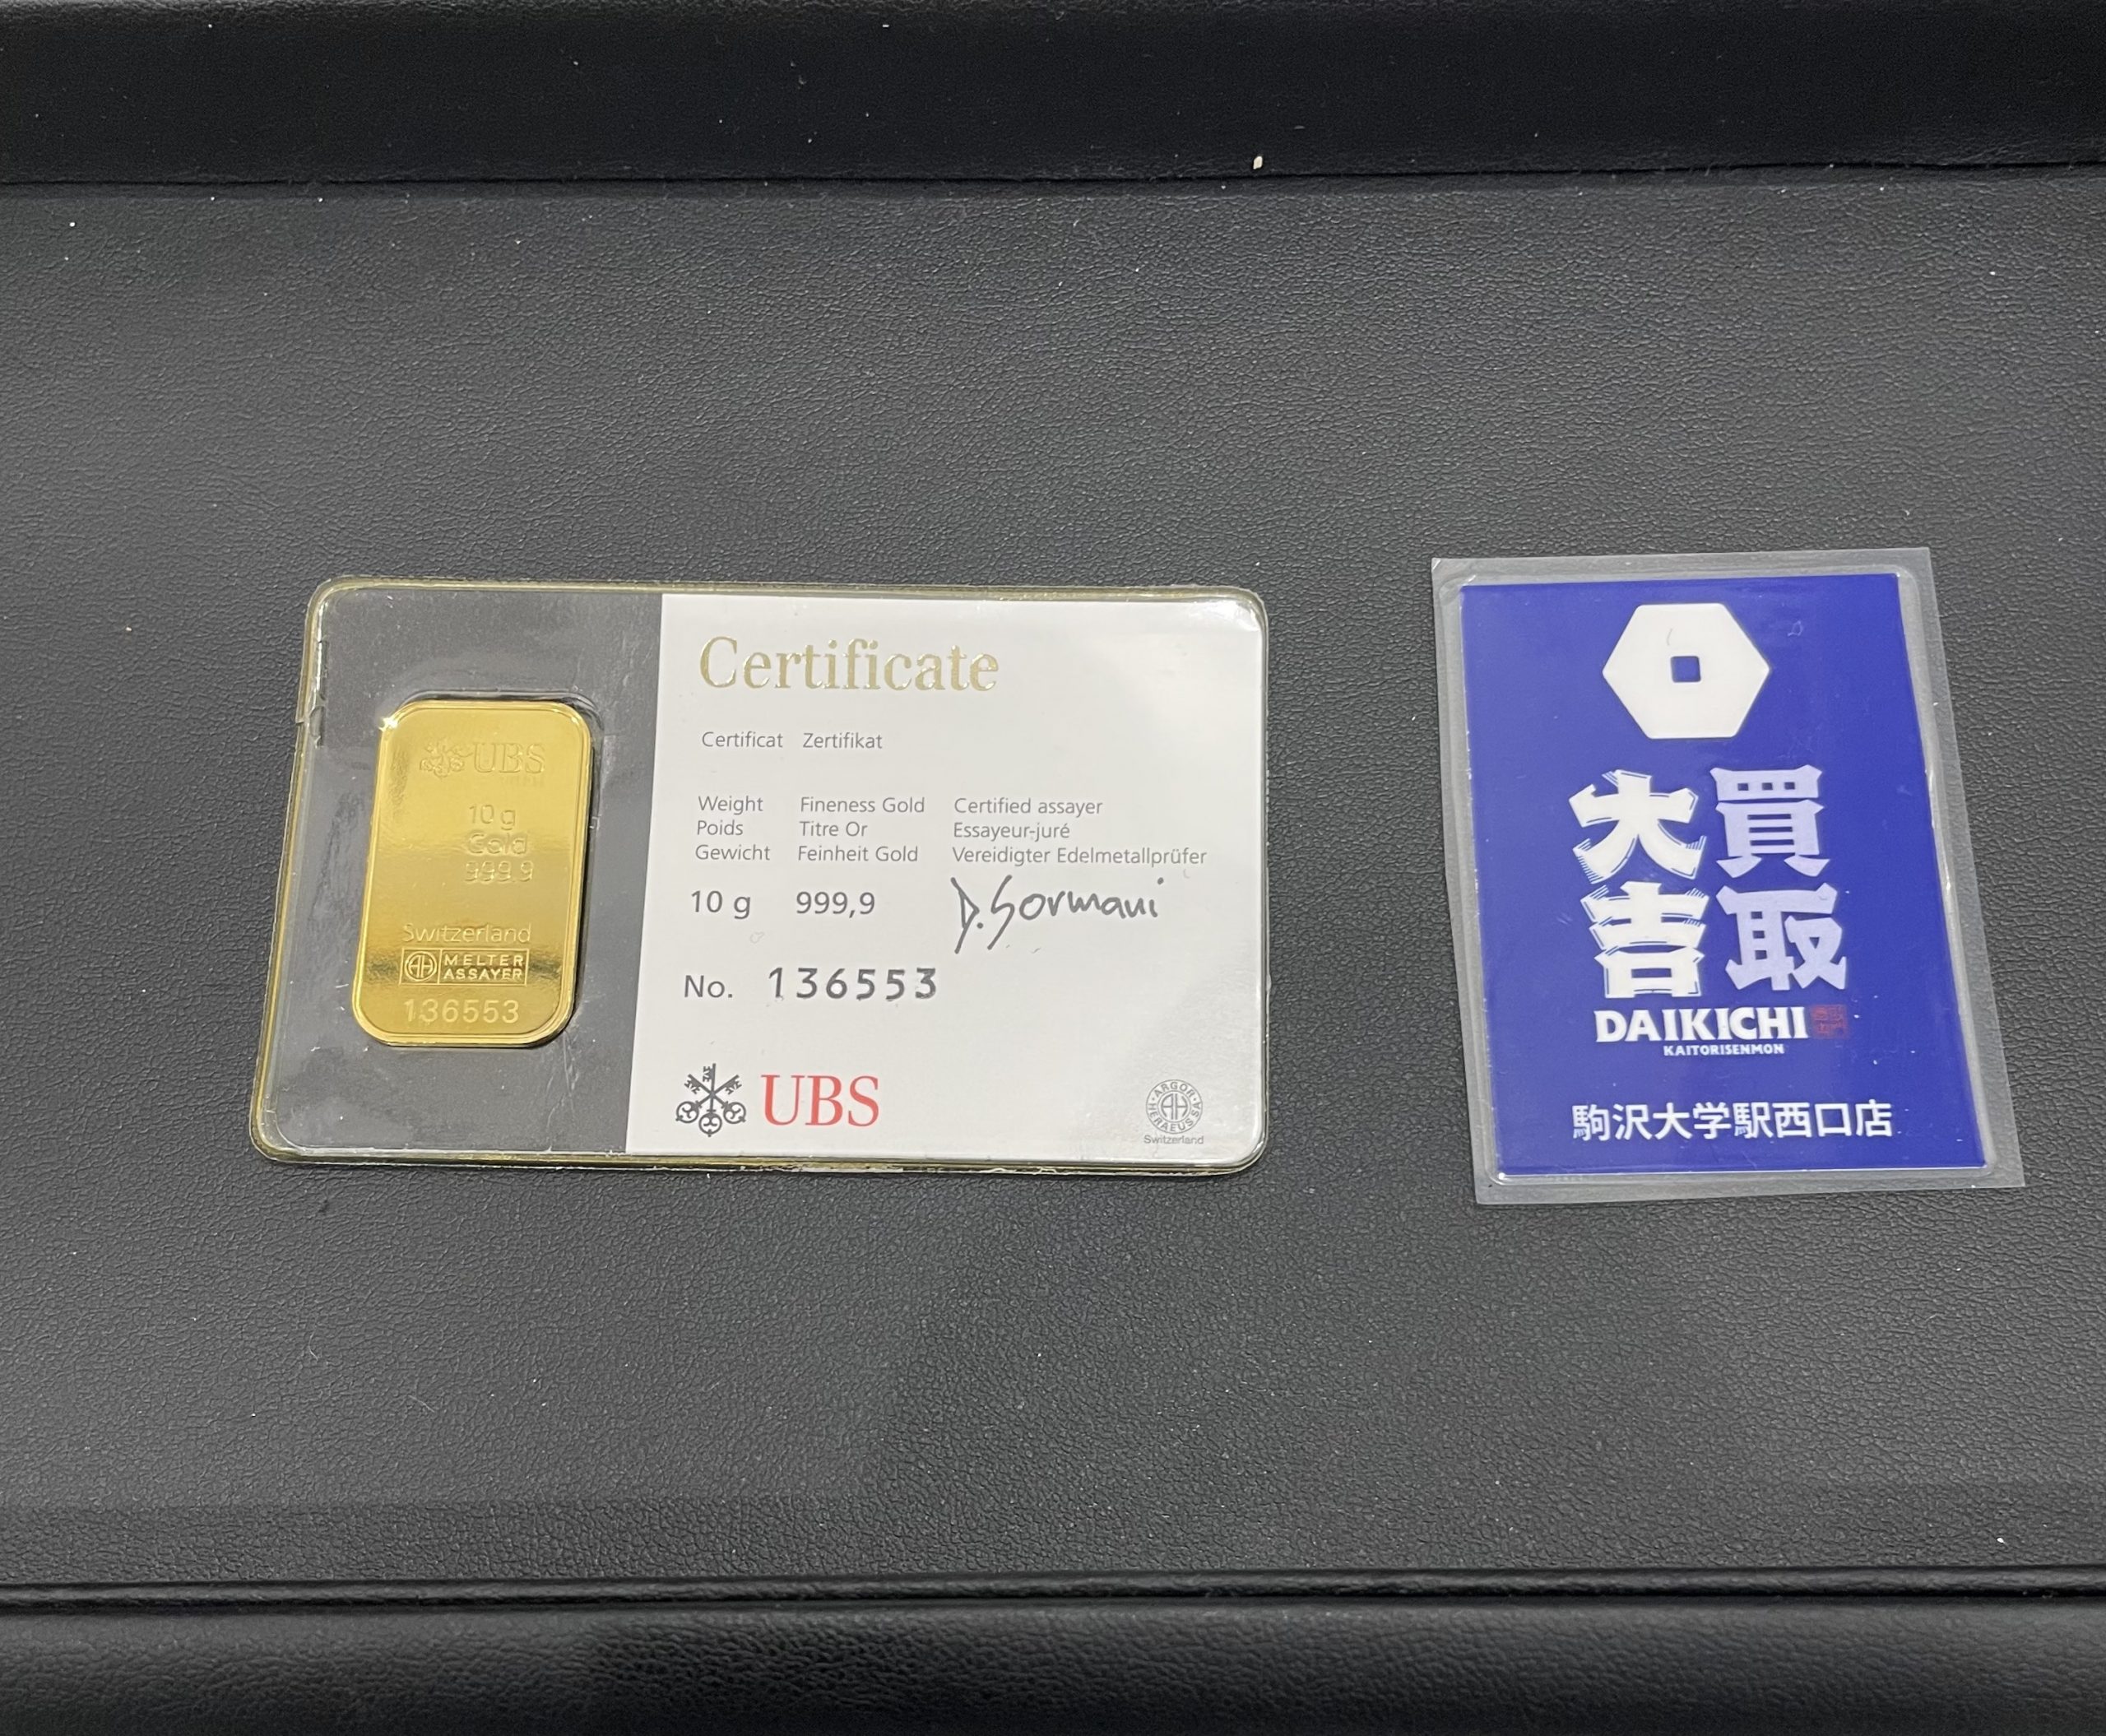 UBS
10 g
Gold
999.9
Switzerland
AH MELTER
ASSAYER
136553
Certificate
Certificat Zertifikat
Weight Fineness Gold Certified assayer
Poids Titre Or Essayeur-juré
Gewicht Feinheit Gold Vereidigter Edelmetallprüfer
10 g 999,9 D. Sormani
No. 136553
UBS
ARGOR·HERAEUS·SA
AH
Switzerland
買取
大吉
DAIKICHI
KAITORISENMON
駒沢大学駅西口店